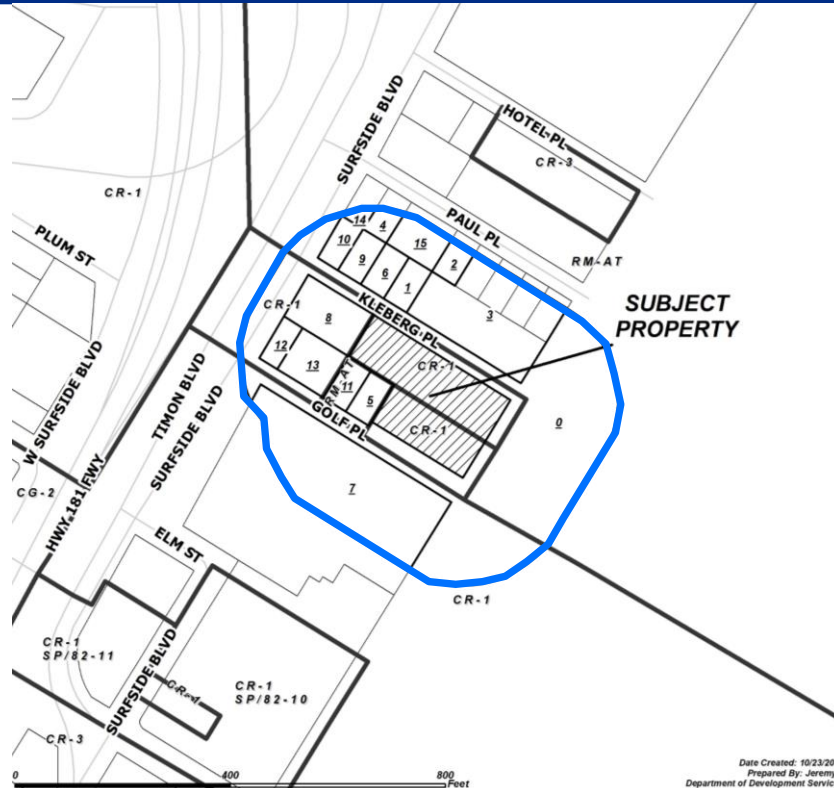 SURFSIDE BLVD
HOTEL PL
CR-3
CR-1
PLUM ST
PAUL PL
RM-AT
14
4
10
15
9
2
6
1
3
SUBJECT
PROPERTY
KLEBERG PL
CR-1
8
CR-1
12
13
RM-AT
11
5
CR-1
0
GOLF PL
W SURFSIDE BLVD
TIMON BLVD
SURFSIDE BLVD
7
CG-2
HWY 181 FWY
ELM ST
CR-1
CR-1
SP/82-11
SURFSIDE BLVD
CR-1
CR-1
SP/82-10
CR-3
0
400
800
Feet
Date Created: 10/23/20
Prepared By: Jeremy
Department of Development Servic